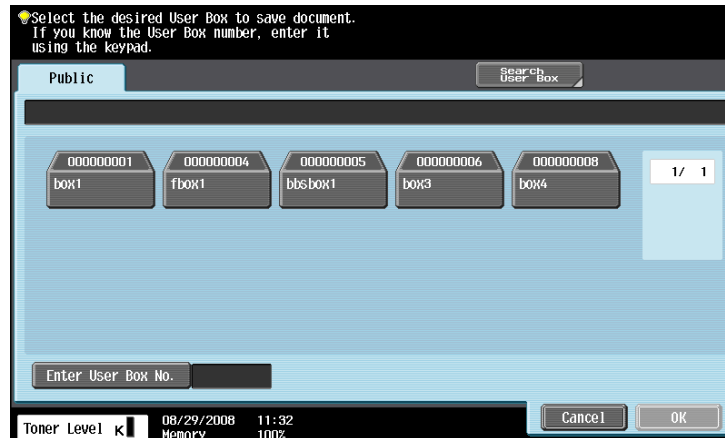 Select the desired User Box to save document.
If you know the User Box number, enter it
using the keypad.
Public
Search
User Box
000000001
box1
000000004
fbox1
000000005
bbsbox1
000000006
box3
000000008
box4
1/ 1
Enter User Box No.
Cancel
OK
Toner Level K
08/29/2008 11:32
Memory 100%